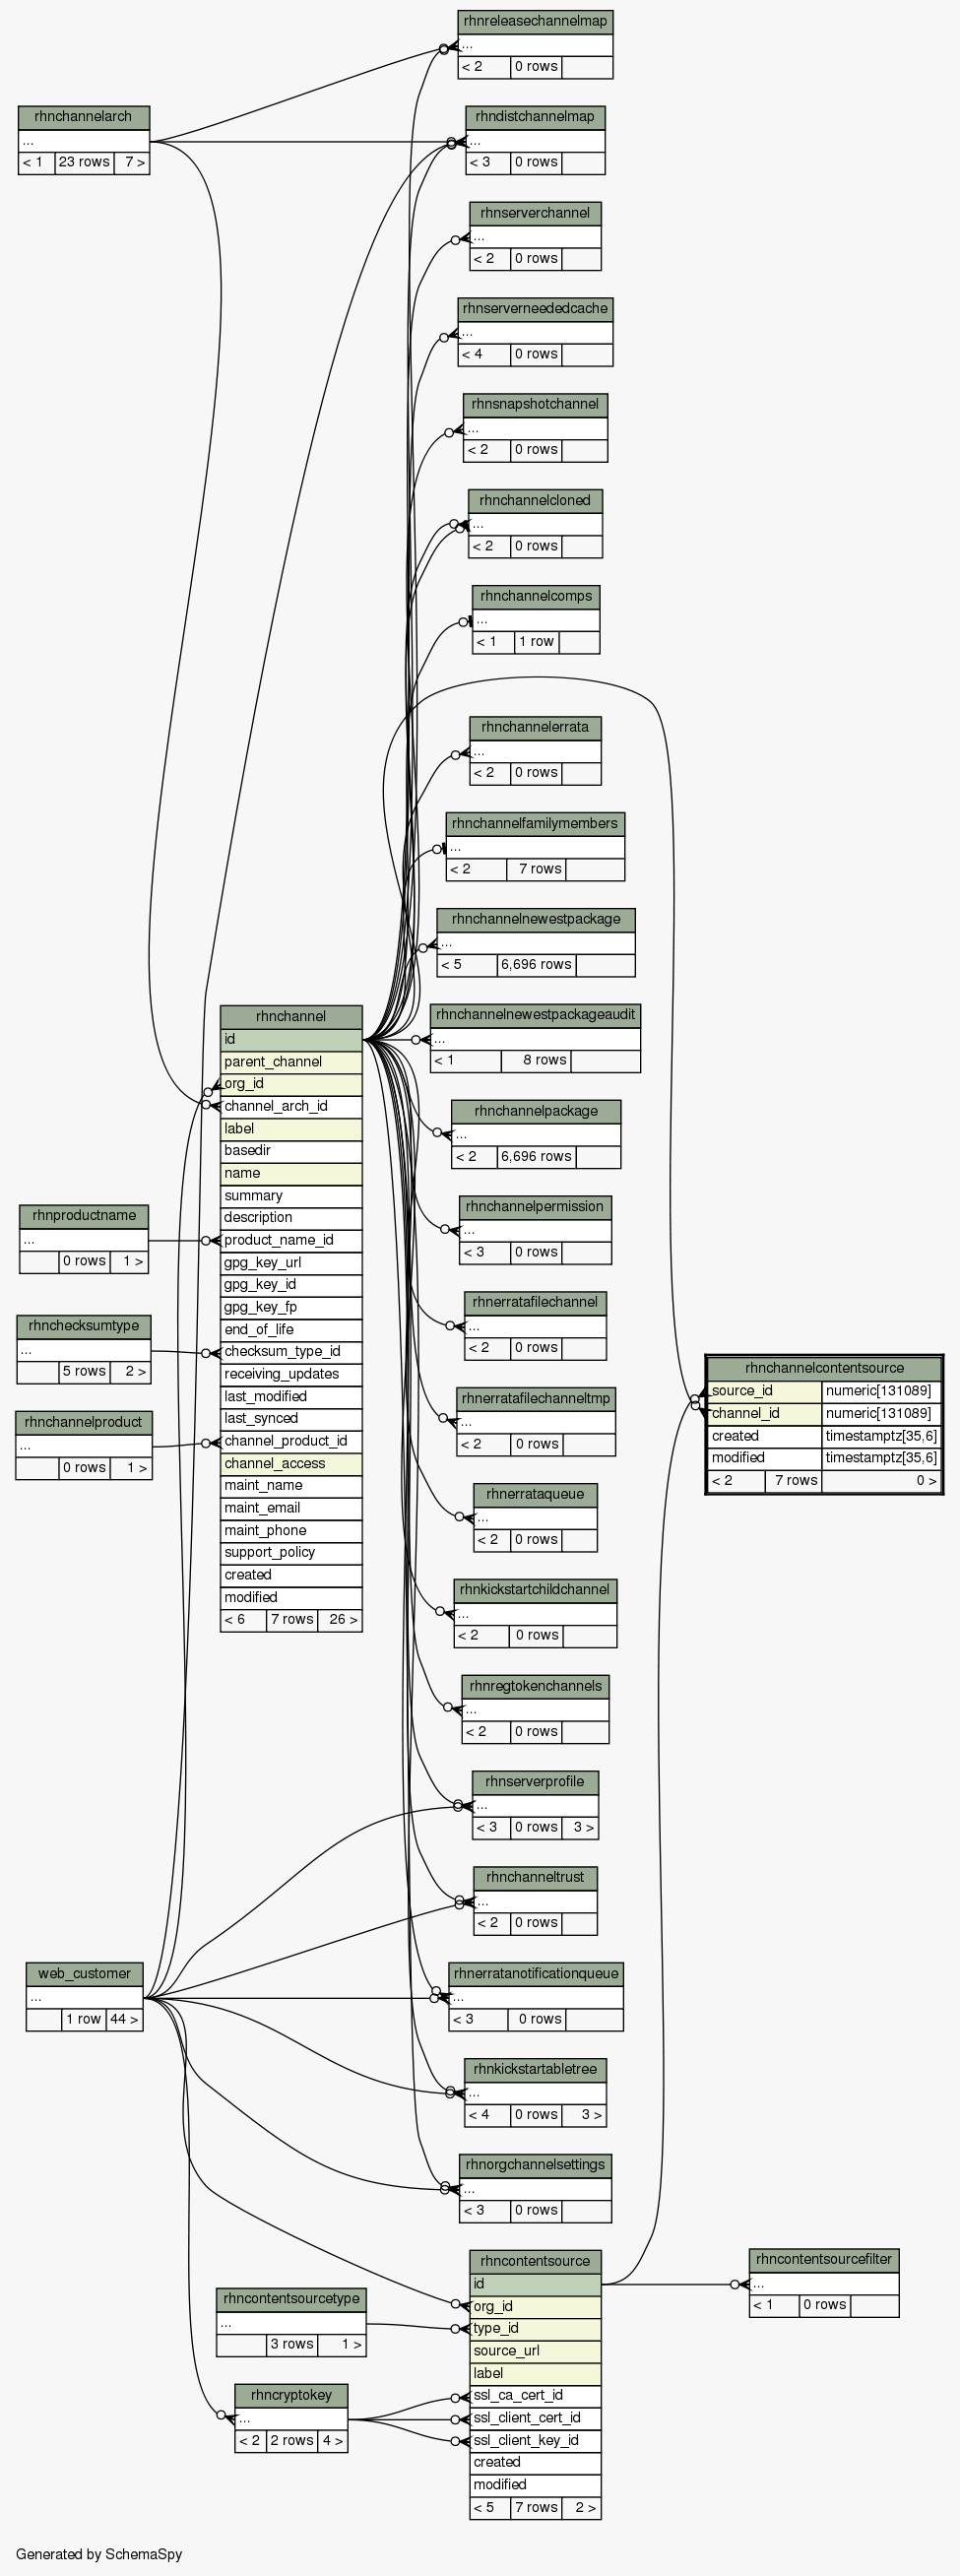 rhnreleasechannelmap
...
< 2 0 rows
rhnchannelarch
...
< 1 23 rows 7 >
rhndistchannelmap
...
< 3 0 rows
rhnserverchannel
...
< 2 0 rows
rhnserverneededcache
...
< 4 0 rows
rhnsnapshotchannel
...
< 2 0 rows
rhnchannelcloned
...
< 2 0 rows
rhnchannelcomps
...
< 1 1 row
rhnchannelerrata
...
< 2 0 rows
rhnchannelfamilymembers
...
< 2 7 rows
rhnchannelnewestpackage
...
< 5 6,696 rows
rhnchannelnewestpackageaudit
...
< 1 8 rows
rhnchannel
id
parent_channel
org_id
channel_arch_id
label
basedir
name
summary
description
product_name_id
gpg_key_url
gpg_key_id
gpg_key_fp
end_of_life
checksum_type_id
receiving_updates
last_modified
last_synced
channel_product_id
channel_access
maint_name
maint_email
maint_phone
support_policy
created
modified
< 6 7 rows 26 >
rhnchannelpackage
...
< 2 6,696 rows
rhnchannelpermission
...
< 3 0 rows
rhnproductname
...
0 rows 1 >
rhnerratafilechannel
...
< 2 0 rows
rhnchecksumtype
...
5 rows 2 >
rhnchannelcontentsource
source_id numeric[131089]
channel_id numeric[131089]
created timestamptz[35,6]
modified timestamptz[35,6]
< 2 7 rows 0 >
rhnerratafilechanneltmp
...
< 2 0 rows
rhnchannelproduct
...
0 rows 1 >
rhnerrataqueue
...
< 2 0 rows
rhnkickstartchildchannel
...
< 2 0 rows
rhnregtokenchannels
...
< 2 0 rows
rhnserverprofile
...
< 3 0 rows 3 >
rhnchanneltrust
...
< 2 0 rows
web_customer
...
1 row 44 >
rhnerratanotificationqueue
...
< 3 0 rows
rhnkickstartabletree
...
< 4 0 rows 3 >
rhnorgchannelsettings
...
< 3 0 rows
rhncontentsource
id
org_id
type_id
source_url
label
ssl_ca_cert_id
ssl_client_cert_id
ssl_client_key_id
created
modified
< 5 7 rows 2 >
rhncontentsourcefilter
...
< 1 0 rows
rhncontentsourcetype
...
3 rows 1 >
rhncryptokey
...
< 2 2 rows 4 >
Generated by SchemaSpy